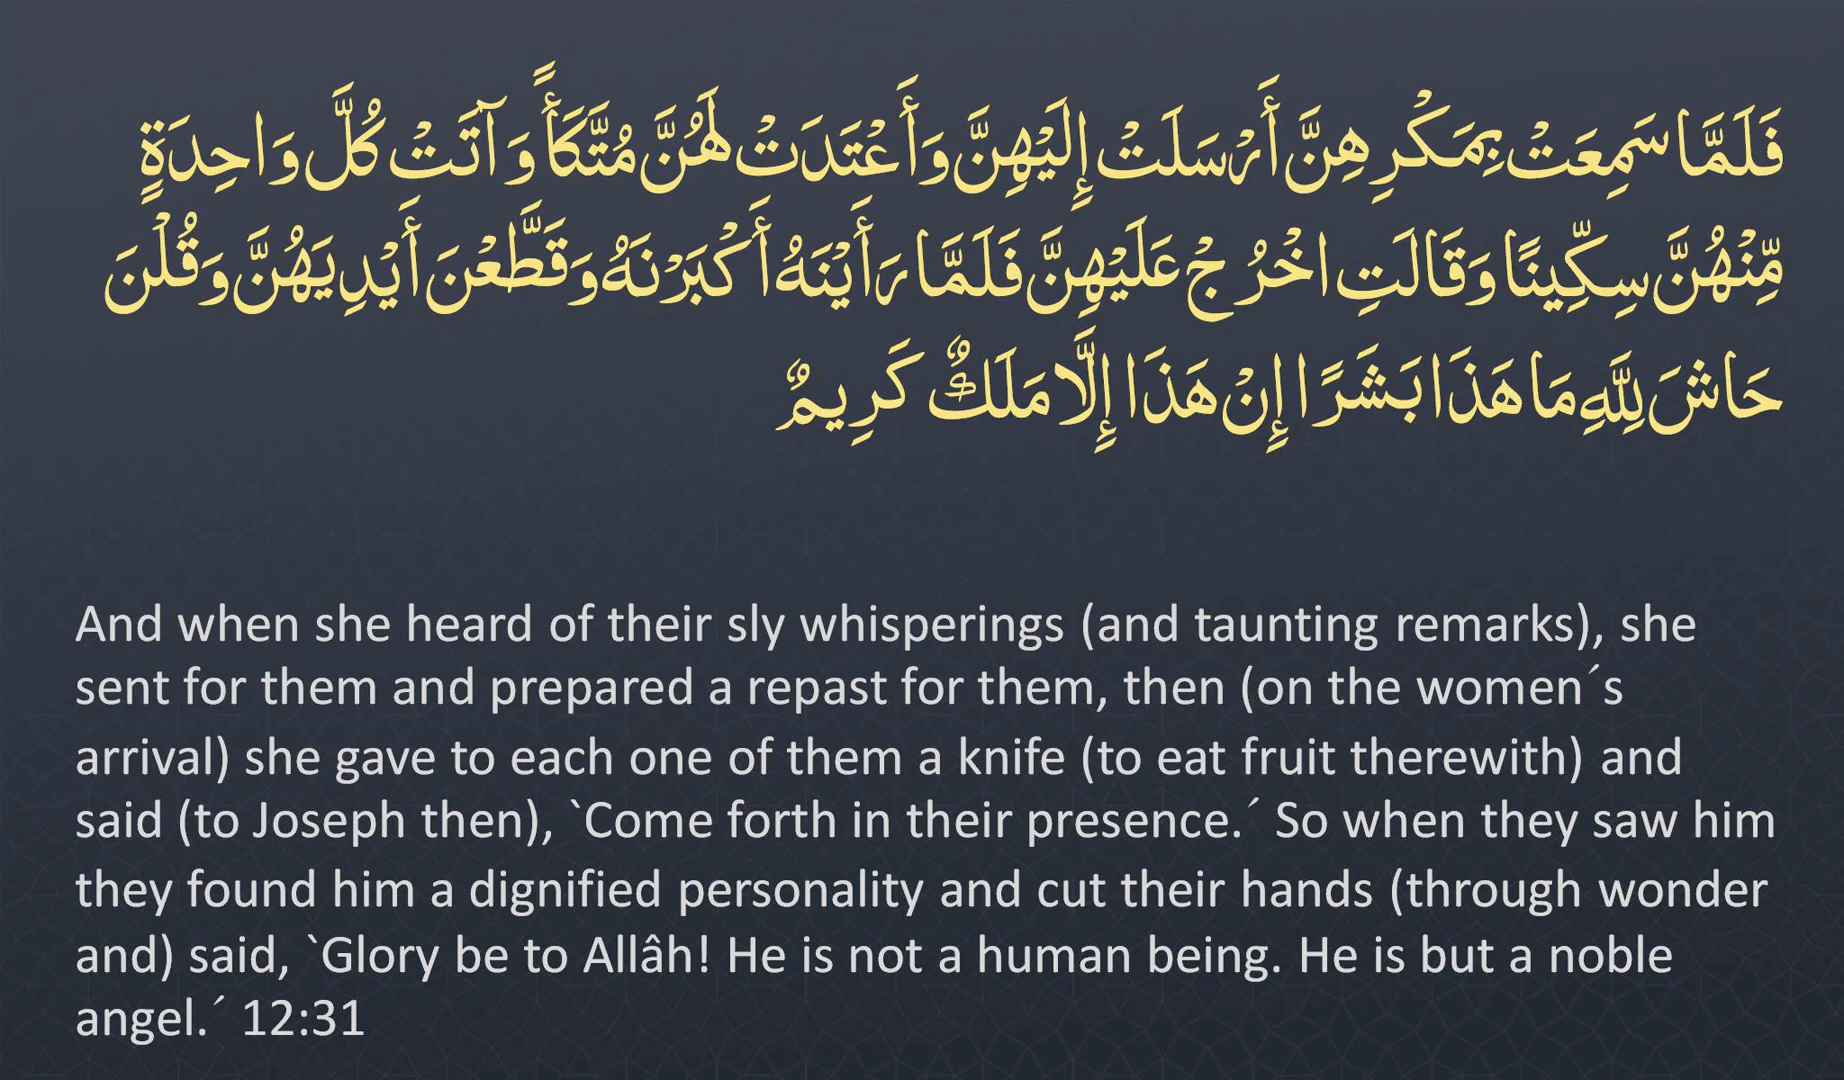 فَلَمَّا سَمِعَتْ بِمَكْرِهِنَّ أَرْسَلَتْ إِلَيْهِنَّ وَأَعْتَدَتْ لَهُنَّ مُتَّكَأً وَآتَتْ كُلَّ وَاحِدَةٍ
مِّنْهُنَّ سِكِّينًا وَقَالَتِ اخْرُجْ عَلَيْهِنَّ فَلَمَّا رَأَيْنَهُ أَكْبَرْنَهُ وَقَطَّعْنَ أَيْدِيَهُنَّ وَقُلْنَ
حَاشَ لِلَّهِ مَا هَذَا بَشَرًا إِنْ هَذَا إِلَّا مَلَكٌ كَرِيمٌ
And when she heard of their sly whisperings (and taunting remarks), she
sent for them and prepared a repast for them, then (on the women´s
arrival) she gave to each one of them a knife (to eat fruit therewith) and
said (to Joseph then), `Come forth in their presence.´ So when they saw him
they found him a dignified personality and cut their hands (through wonder
and) said, `Glory be to Allâh! He is not a human being. He is but a noble
angel.´ 12:31